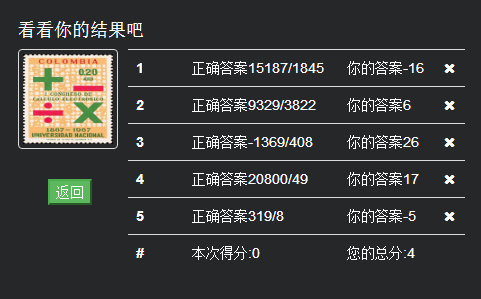 看看你的结果吧
COLOMBIA
0.20
I CONGRESO DE
CALCULO ELECTRONICO
1867-1967
UNIVERSIDAD NACIONAL
返回
1 正确答案15187/1845 你的答案-16 ✖
2 正确答案9329/3822 你的答案6 ✖
3 正确答案-1369/408 你的答案26 ✖
4 正确答案20800/49 你的答案17 ✖
5 正确答案319/8 你的答案-5 ✖
# 本次得分:0 您的总分:4